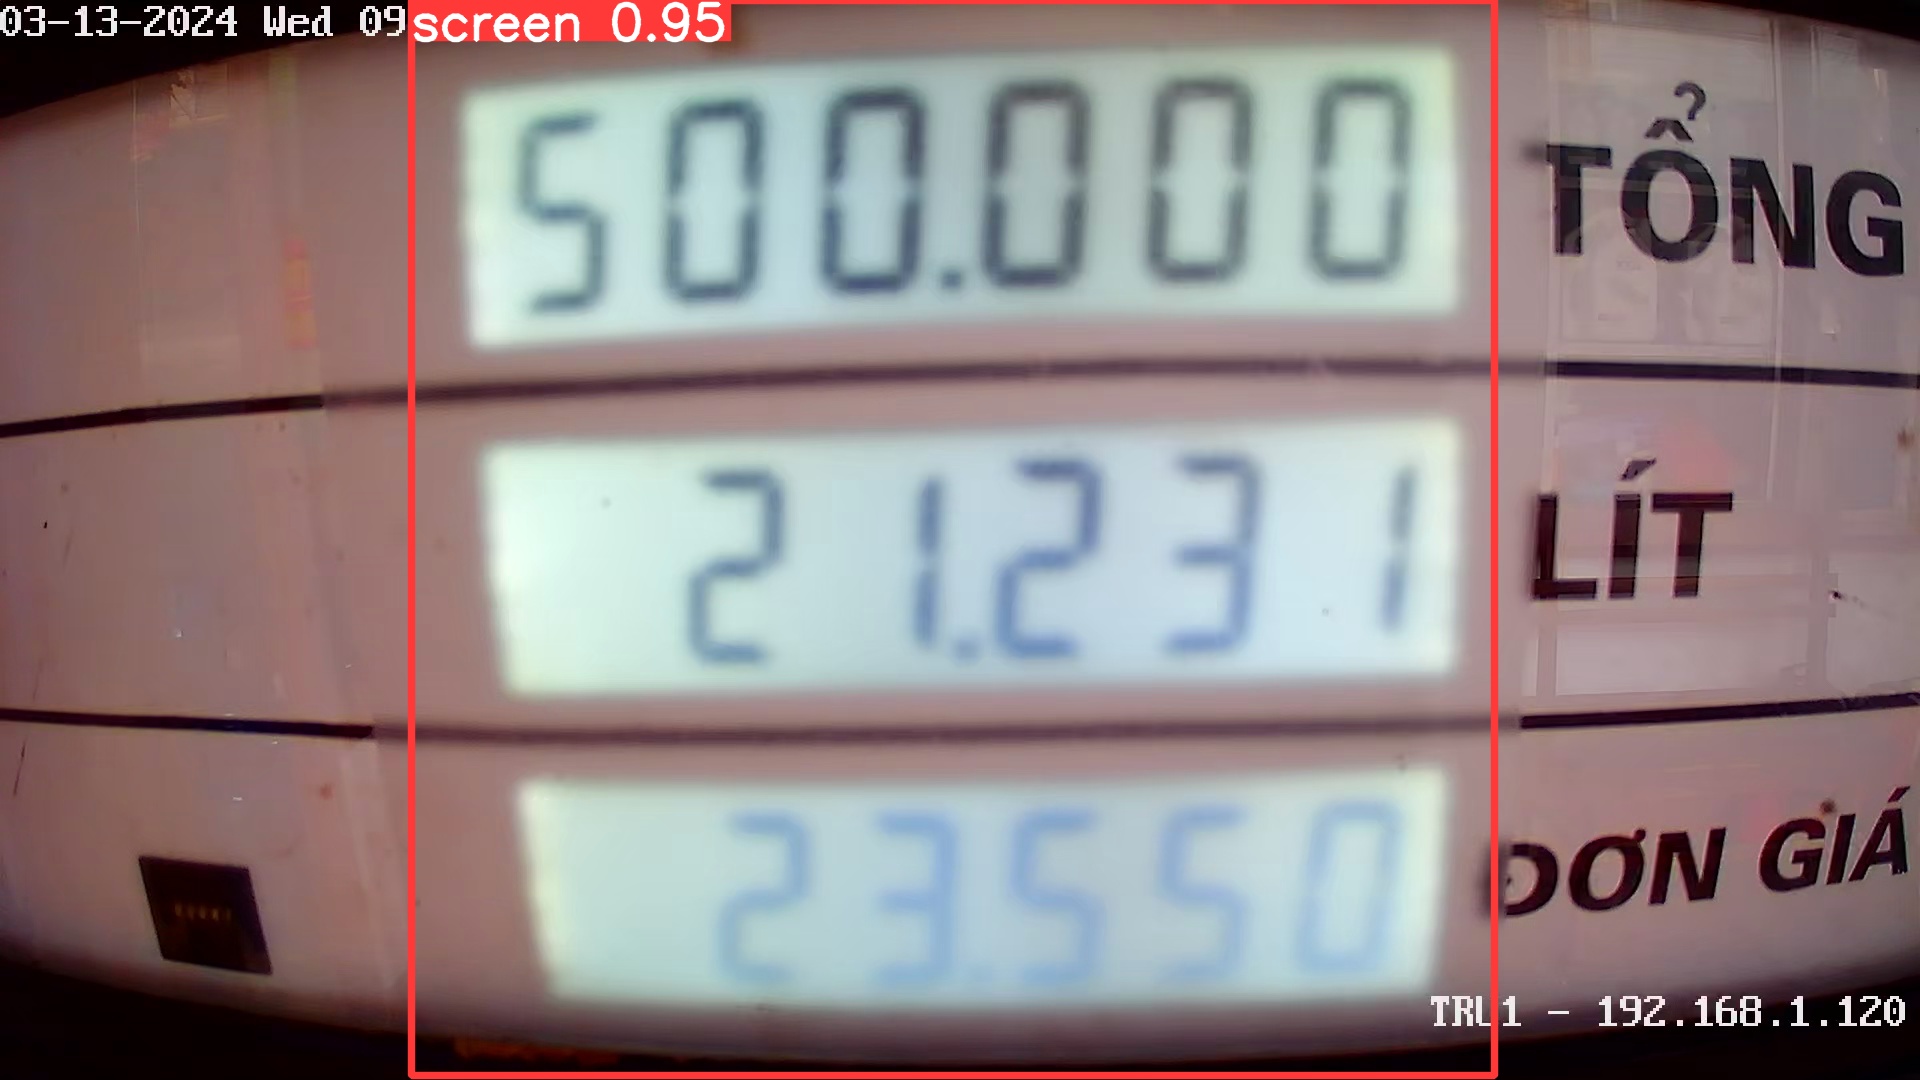 03-13-2024 Wed 09
screen 0.95
500.000
TỔNG
21.231
LÍT
23.550
ĐƠN GIÁ
TRL1 - 192.168.1.120